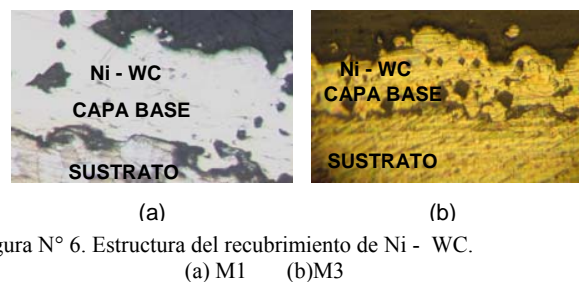 Ni - WC
CAPA BASE
SUSTRATO
Ni - WC
CAPA BASE
SUSTRATO
(a) (b)
gura N° 6. Estructura del recubrimiento de Ni - WC.
(a) M1 (b)M3